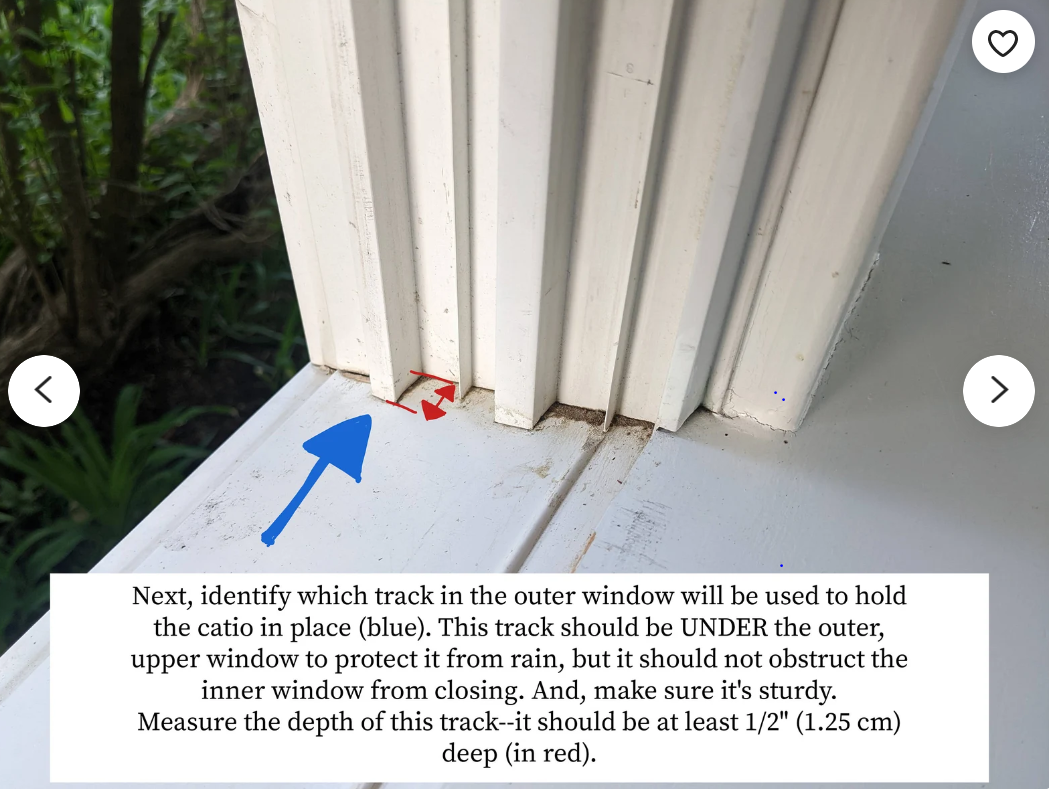 Next, identify which track in the outer window will be used to hold
the catio in place (blue). This track should be UNDER the outer,
upper window to protect it from rain, but it should not obstruct the
inner window from closing. And, make sure it's sturdy.
Measure the depth of this track--it should be at least 1/2" (1.25 cm)
deep (in red).